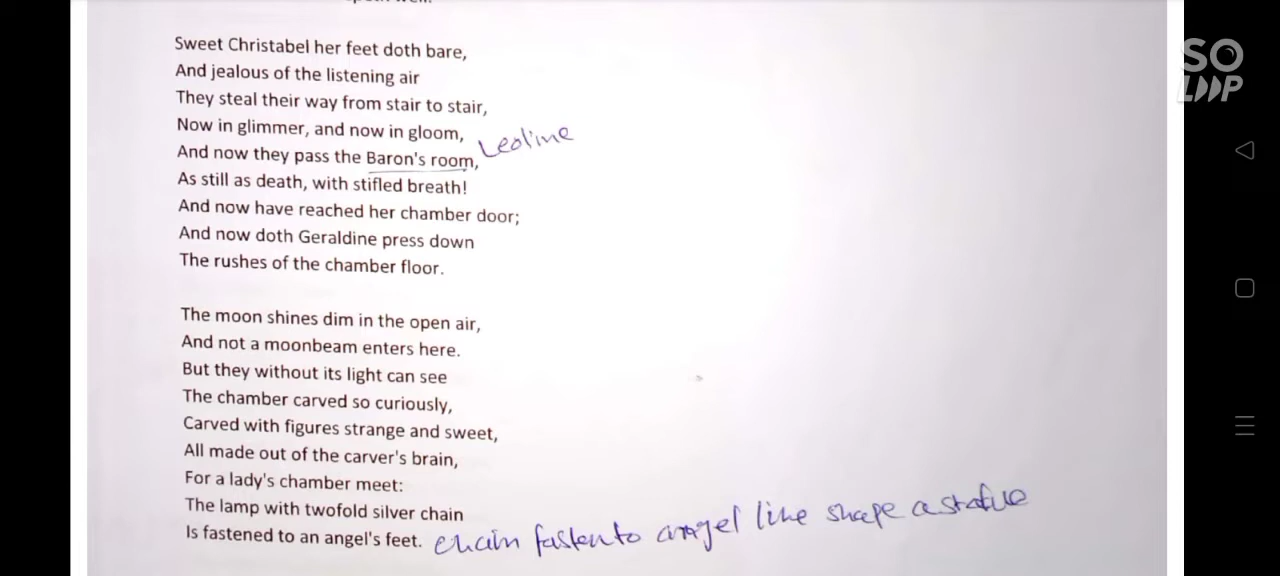 Sweet Christabel her feet doth bare,
And jealous of the listening air
They steal their way from stair to stair,
Now in glimmer, and now in gloom,
Leoline
And now they pass the Baron's room,
As still as death, with stifled breath!
And now have reached her chamber door;
And now doth Geraldine press down
The rushes of the chamber floor.
The moon shines dim in the open air,
And not a moonbeam enters here.
But they without its light can see
The chamber carved so curiously,
Carved with figures strange and sweet,
All made out of the carver's brain,
For a lady's chamber meet:
The lamp with twofold silver chain
Is fastened to an angel's feet. chain fasten to angel like shape a statue
SO
LOOP